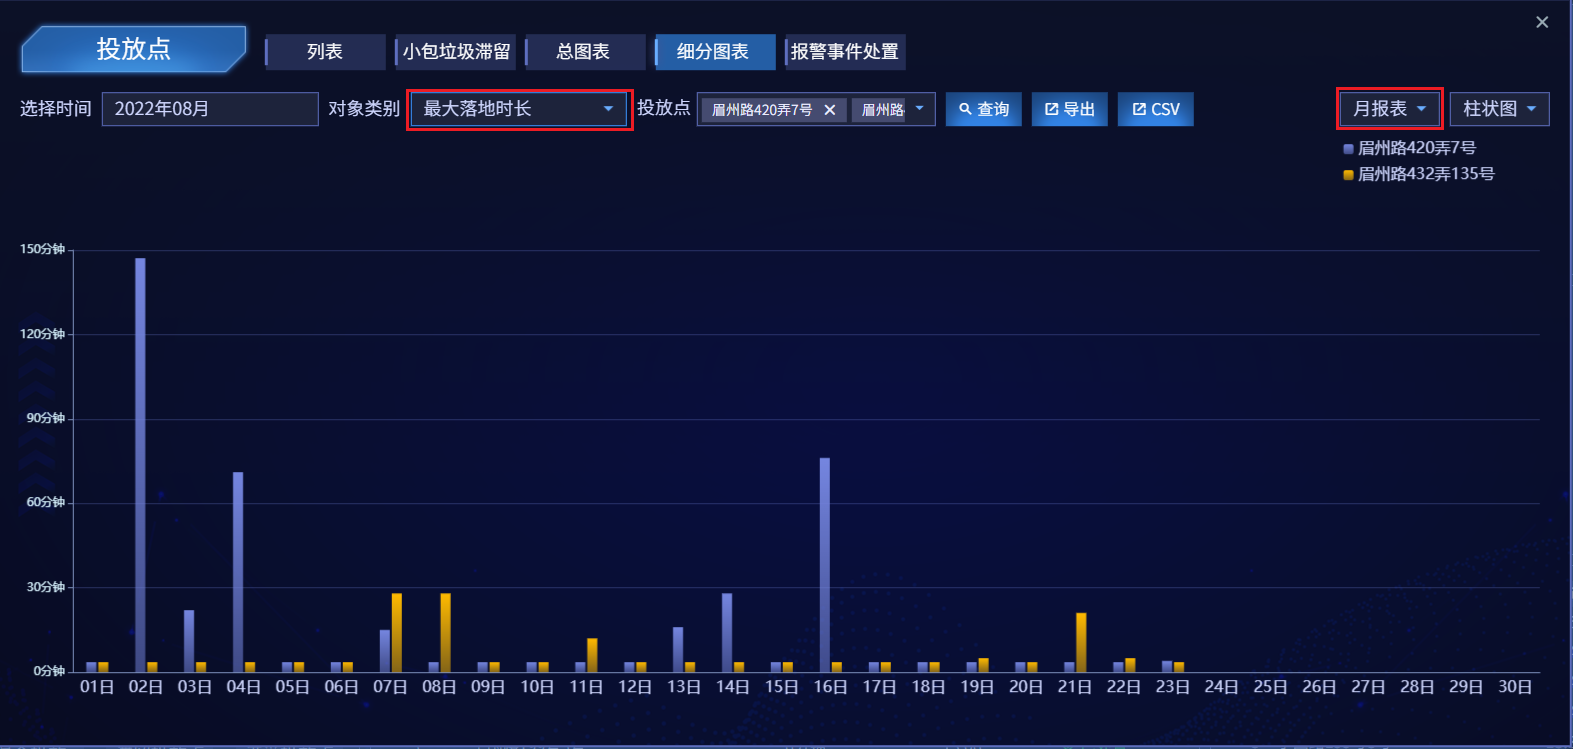 投放点
列表 小包垃圾滞留 总图表 细分图表 报警事件处置
选择时间 2022年08月 对象类别 最大落地时长 投放点 眉州路420弄7号 眉州路 查询 导出 CSV 月报表 柱状图
眉州路420弄7号
眉州路432弄135号
150分钟
120分钟
90分钟
60分钟
30分钟
0分钟
01日 02日 03日 04日 05日 06日 07日 08日 09日 10日 11日 12日 13日 14日 15日 16日 17日 18日 19日 20日 21日 22日 23日 24日 25日 26日 27日 28日 29日 30日